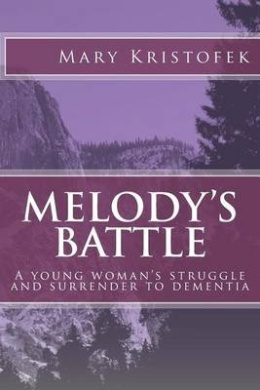 Mary Kristofek
Melody's
Battle
A young woman's struggle
and surrender to dementia